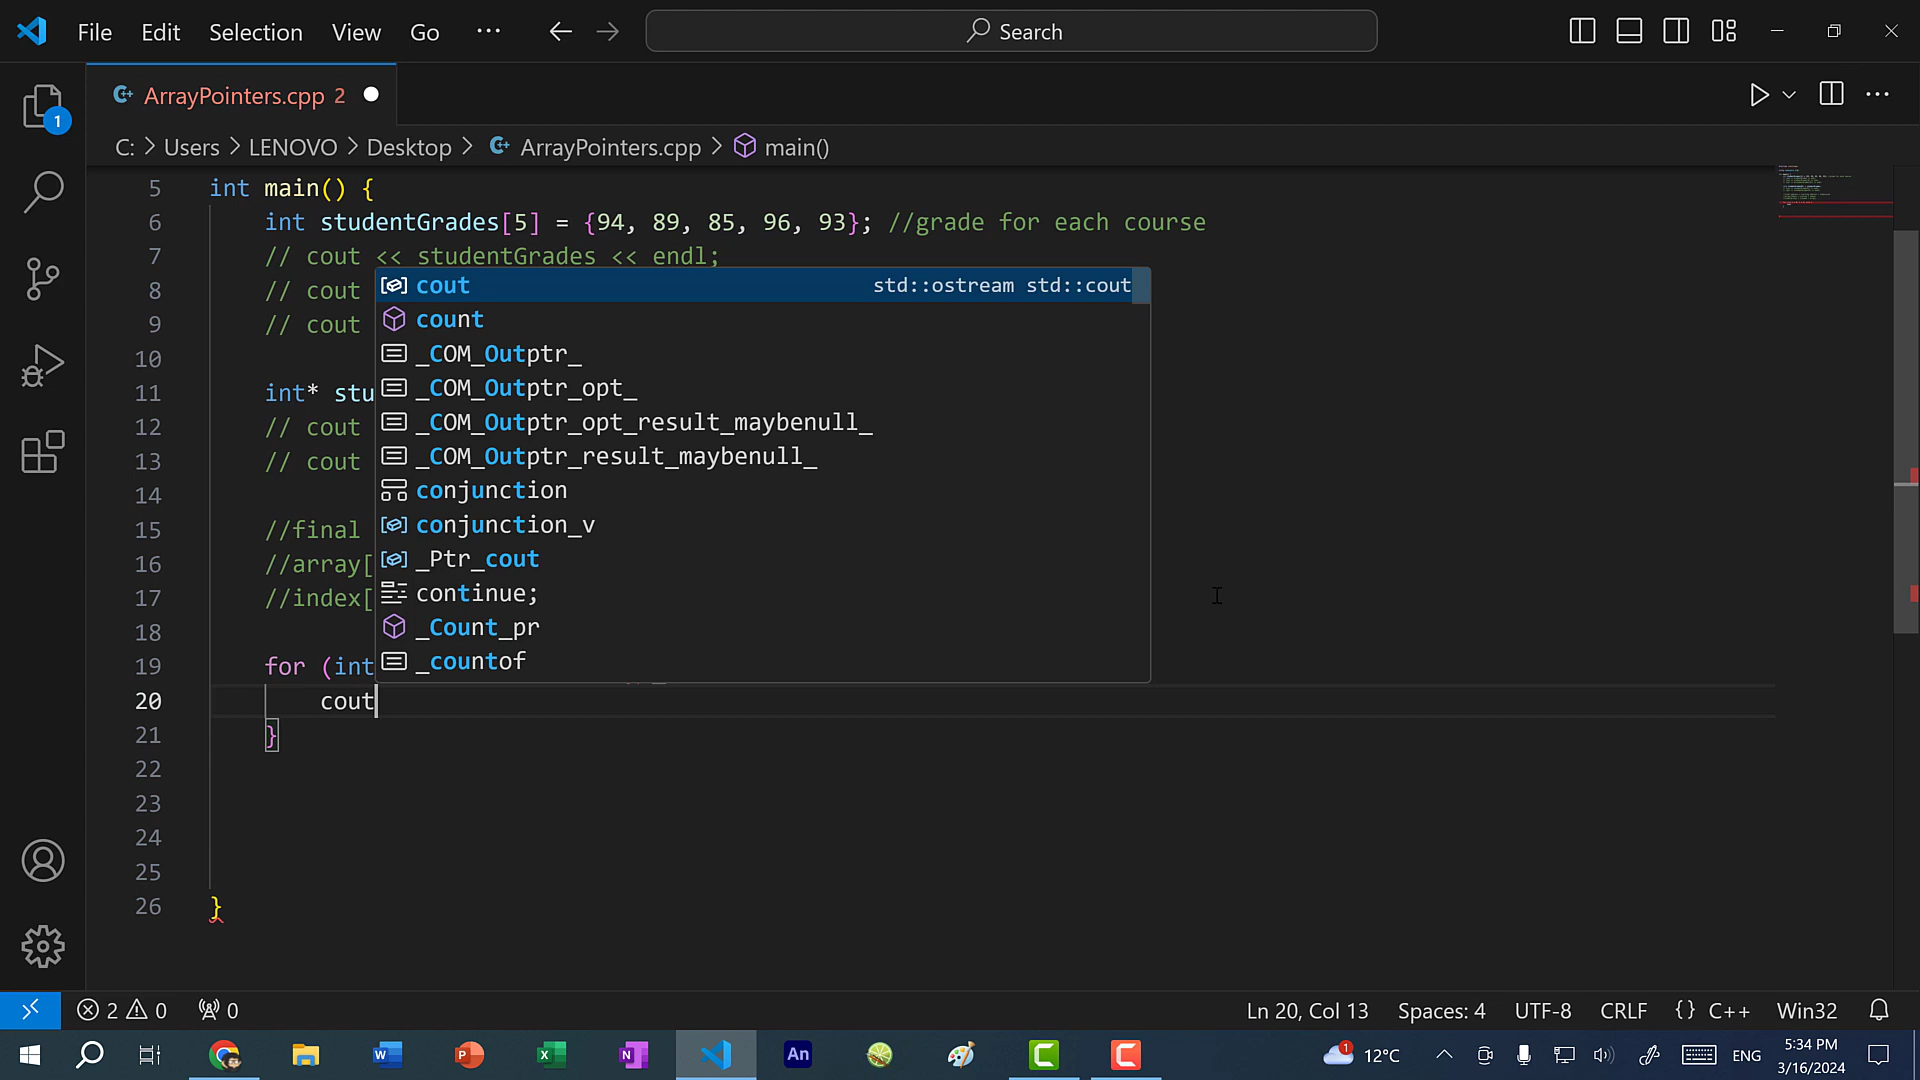 File Edit Selection View Go ··· Search
ArrayPointers.cpp 2
1
C: > Users > LENOVO > Desktop > ArrayPointers.cpp > main()
5 int main() {
6 int studentGrades[5] = {94, 89, 85, 96, 93}; //grade for each course
7 // cout << studentGrades << endl;
8 // cout
9 // cout
10
11 int* stu
12 // cout
13 // cout
14
15 //final
16 //array[
17 //index[
18
19 for (int
20 cout
21 }
22
23
24
25
26 }
cout std::ostream std::cout
count
_COM_Outptr_
_COM_Outptr_opt_
_COM_Outptr_opt_result_maybenull_
_COM_Outptr_result_maybenull_
conjunction
conjunction_v
_Ptr_cout
continue;
_Count_pr
_countof
2 0 0 Ln 20, Col 13 Spaces: 4 UTF-8 CRLF {} C++ Win32
W P X N An C C 1 12°C ENG 5:34 PM
3/16/2024